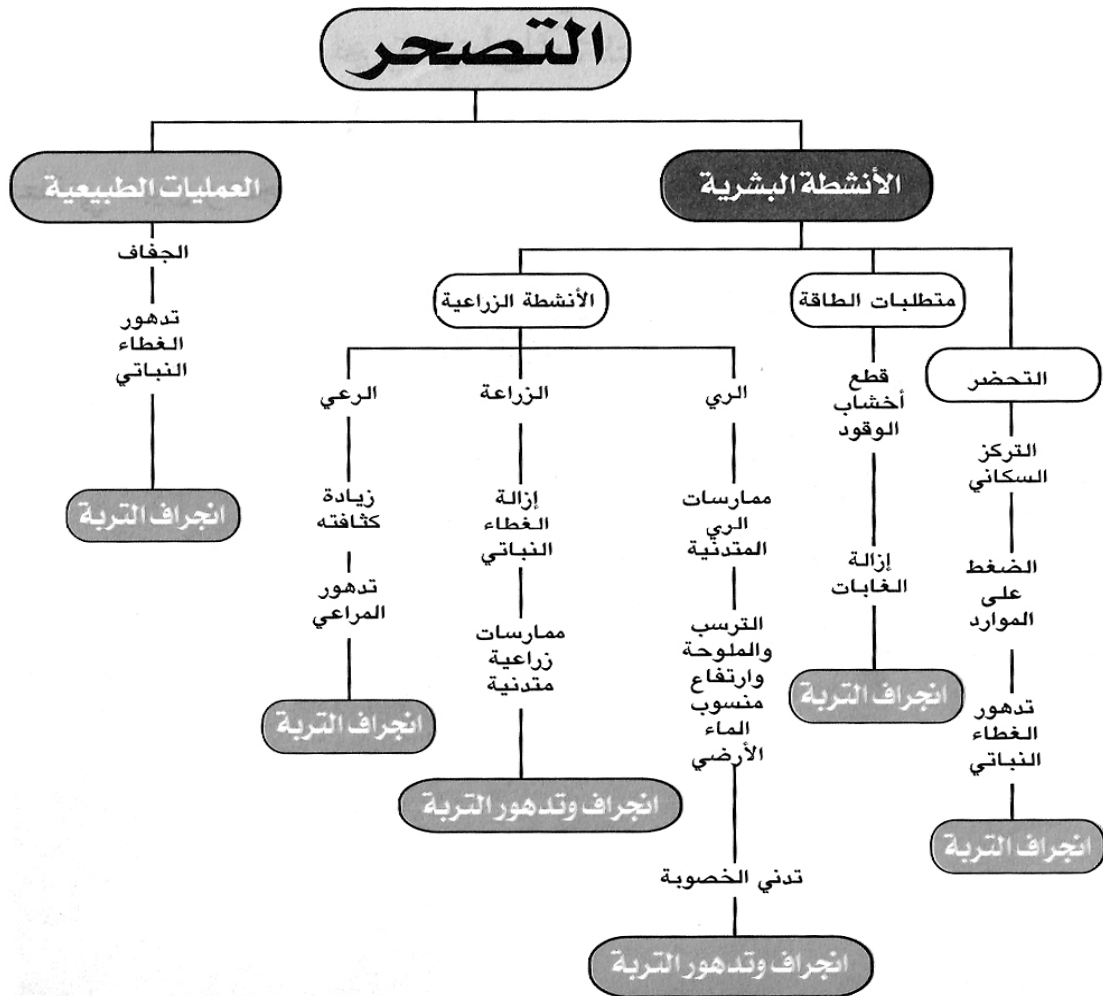 التصحر
الأنشطة البشرية
العمليات الطبيعية
التحضر
التركز
السكاني
الضغط
على
الموارد
تدهور
الغطاء
النباتي
انجراف التربة
متطلبات الطاقة
قطع
أخشاب
الوقود
إزالة
الغابات
انجراف التربة
الأنشطة الزراعية
الري
ممارسات
الري
المتدنية
الترسب
والملوحة
وارتفاع
منسوب
الماء
الأرضي
تدني الخصوبة
انجراف وتدهور التربة
الزراعة
إزالة
الغطاء
النباتي
ممارسات
زراعية
متدنية
انجراف وتدهور التربة
الرعي
زيادة
كثافته
تدهور
المراعي
انجراف التربة
الجفاف
تدهور
الغطاء
النباتي
انجراف التربة